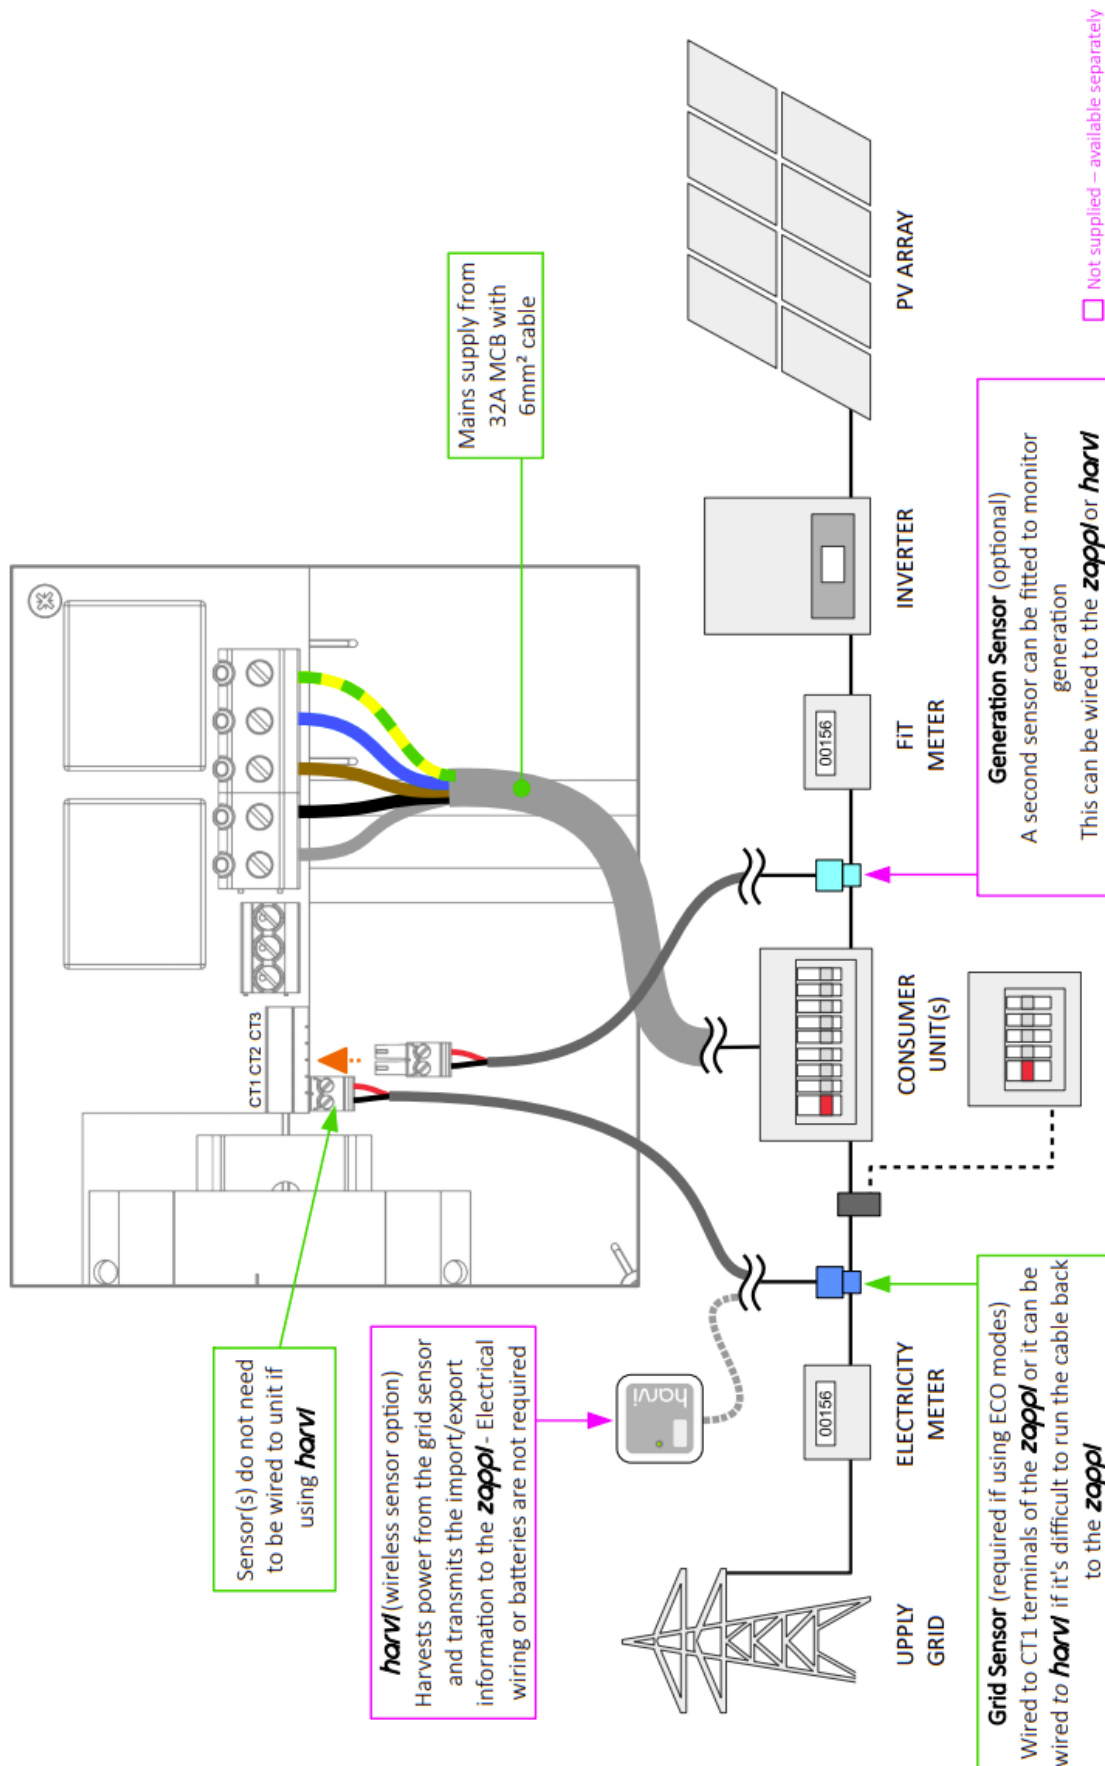 CT1 CT2 CT3
Sensor(s) do not need
to be wired to unit if
using harvi
harvi (wireless sensor option)
Harvests power from the grid sensor
and transmits the import/export
information to the zappi - Electrical
wiring or batteries are not required
harvi
Mains supply from
32A MCB with
6mm² cable
UPPLY
GRID
00156
ELECTRICITY
METER
CONSUMER
UNIT(s)
00156
FiT
METER
INVERTER
PV ARRAY
Grid Sensor (required if using ECO modes)
Wired to CT1 terminals of the zappi or it can be
wired to harvi if it's difficult to run the cable back
to the zappi
Generation Sensor (optional)
A second sensor can be fitted to monitor
generation
This can be wired to the zappi or harvi
Not supplied – available separately